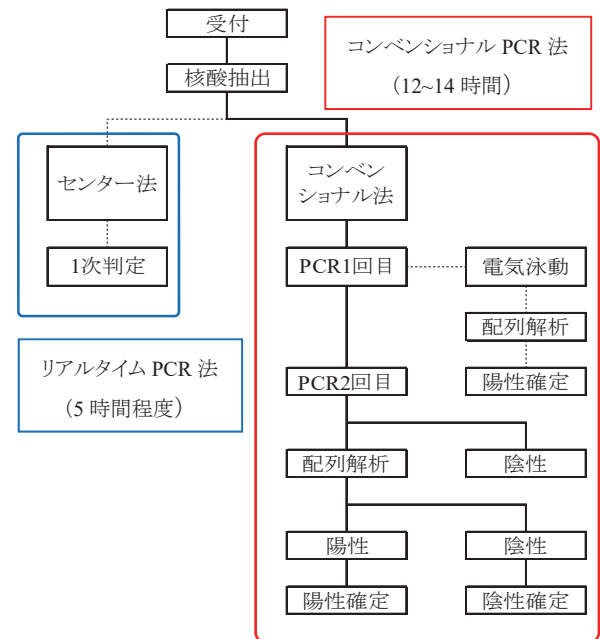 受付
核酸抽出
コンベンショナル PCR 法
（12~14 時間）
センター法
1次判定
リアルタイム PCR 法
（5 時間程度）
コンベン
ショナル法
PCR1回目
電気泳動
配列解析
陽性確定
PCR2回目
配列解析
陰性
陽性
陰性
陽性確定
陰性確定